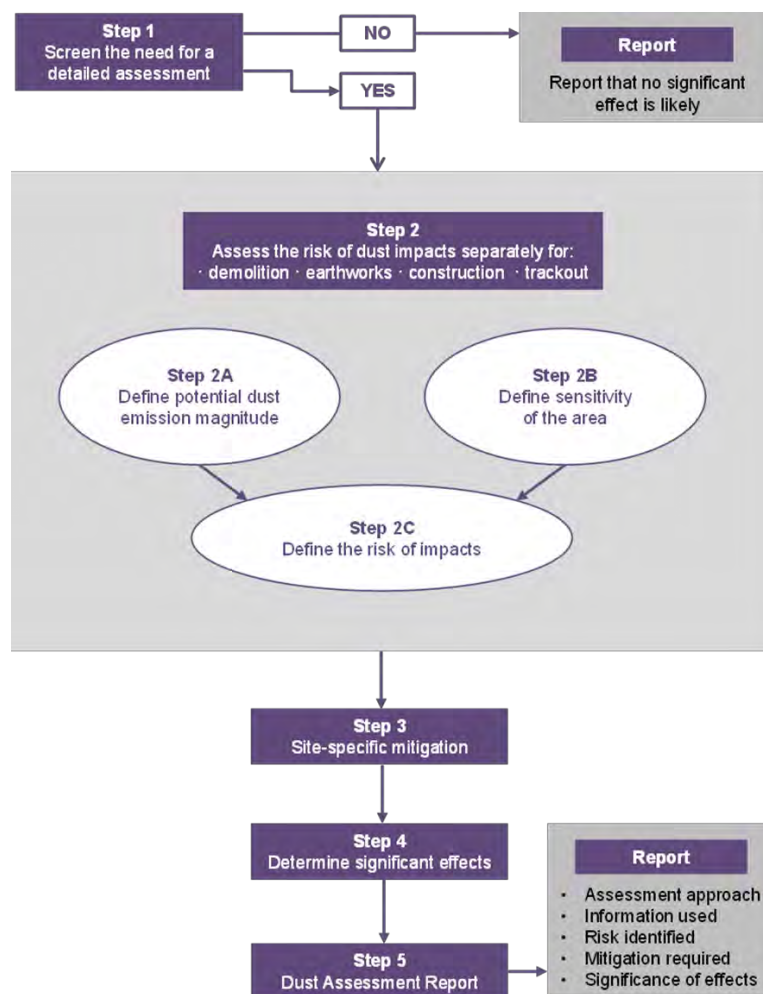 Step 1
Screen the need for a
detailed assessment
NO
YES
Report
Report that no significant
effect is likely
Step 2
Assess the risk of dust impacts separately for:
· demolition · earthworks · construction · trackout
Step 2A
Define potential dust
emission magnitude
Step 2B
Define sensitivity
of the area
Step 2C
Define the risk of impacts
Step 3
Site-specific mitigation
Step 4
Determine significant effects
Step 5
Dust Assessment Report
Report
· Assessment approach
· Information used
· Risk identified
· Mitigation required
· Significance of effects